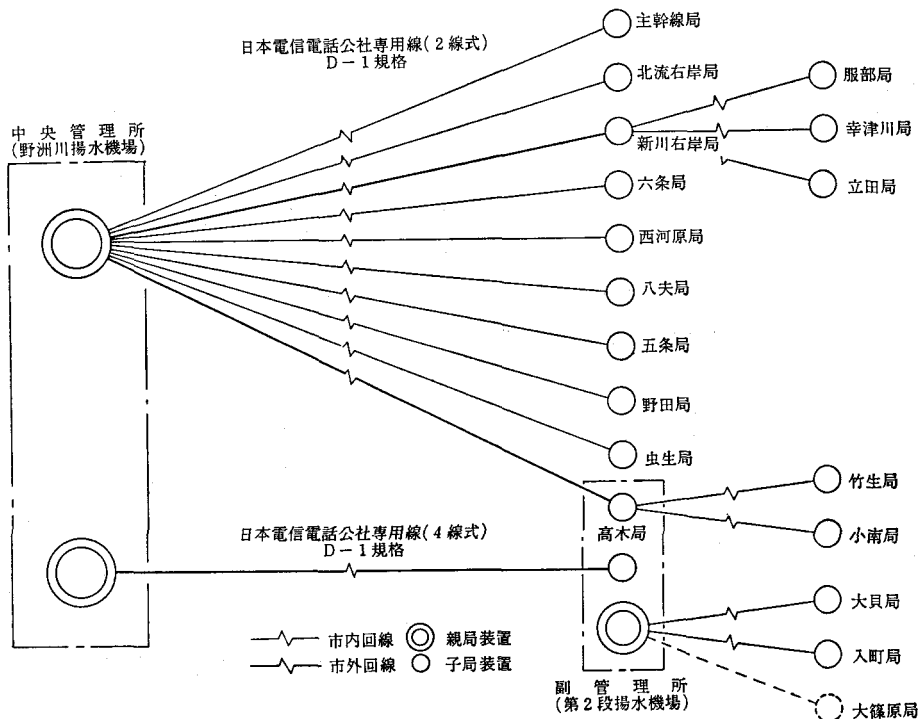 日本電信電話公社専用線(2線式)
D－1規格
主幹線局
北流右岸局
服部局
中央管理所
(野洲川揚水機場)
新川右岸局
幸津川局
六条局
立田局
西河原局
八夫局
五条局
野田局
虫生局
竹生局
日本電信電話公社専用線(4線式)
D－1規格
高木局
小南局
大貝局
市内回線
親局装置
市外回線
子局装置
入町局
副管理所
(第2段揚水機場)
大篠原局